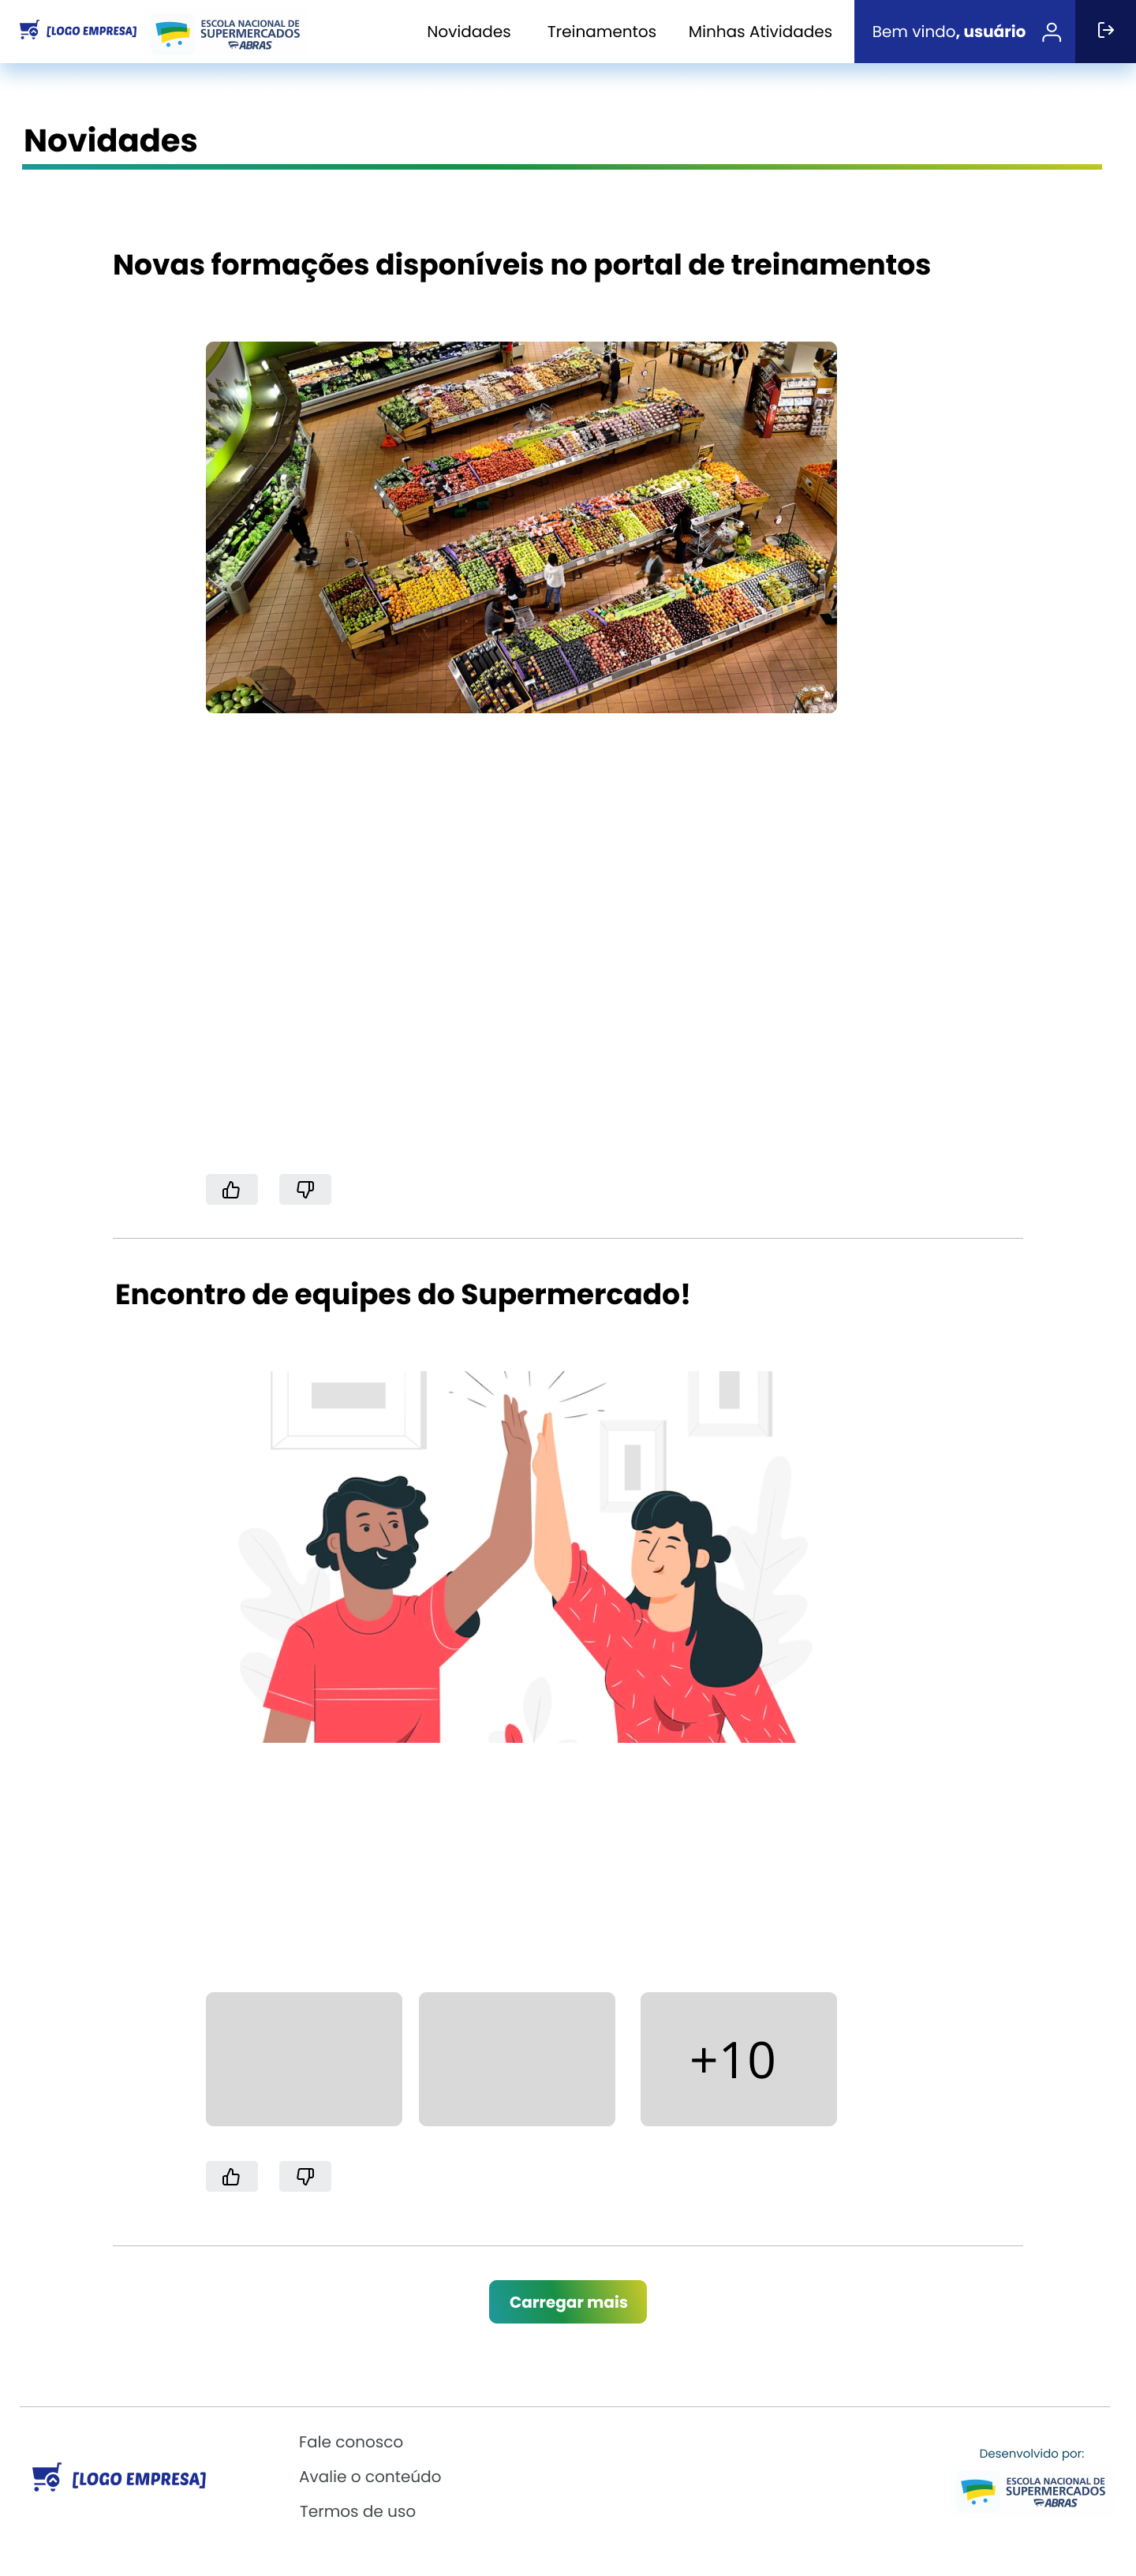 [LOGO EMPRESA]
ESCOLA NACIONAL DE
SUPERMERCADOS
ABRAS
Novidades
Treinamentos
Minhas Atividades
Bem vindo, usuário
Novidades
Novas formações disponíveis no portal de treinamentos
Encontro de equipes do Supermercado!
+10
Carregar mais
[LOGO EMPRESA]
Fale conosco
Avalie o conteúdo
Termos de uso
Desenvolvido por:
ESCOLA NACIONAL DE
SUPERMERCADOS
ABRAS